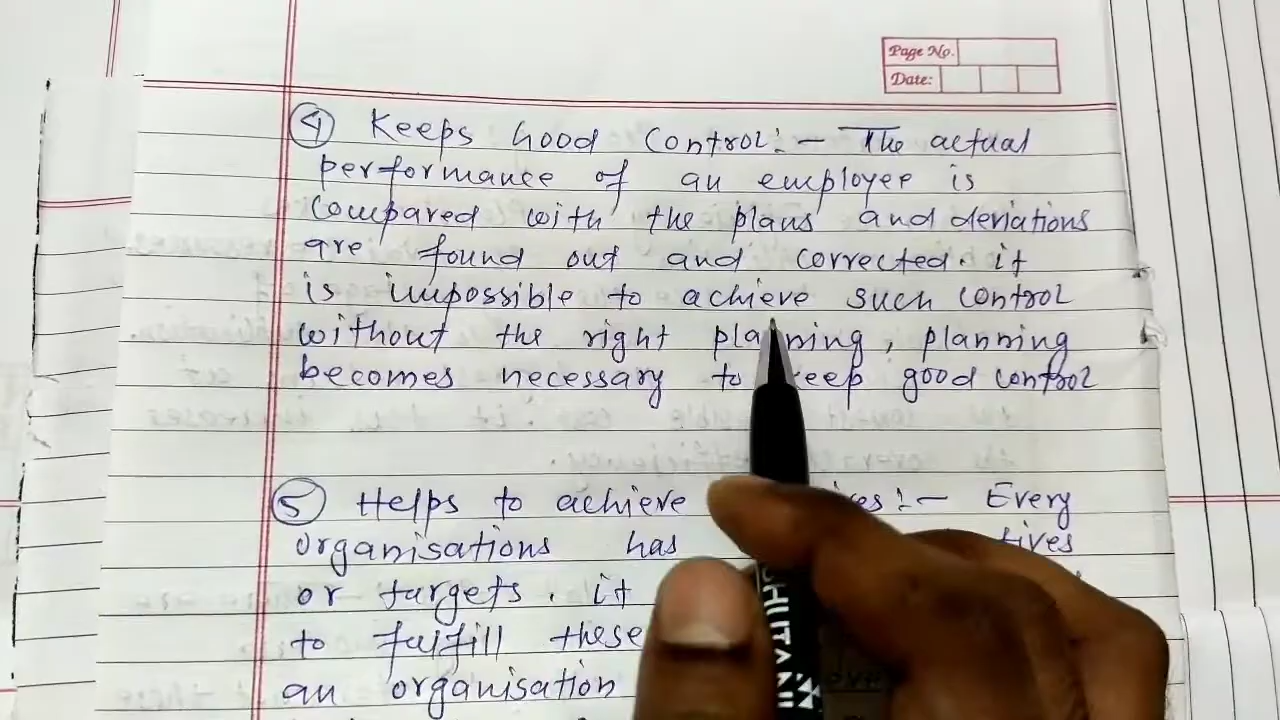 Page No.
Date:
④ Keeps Good Control:- The actual
performance of an employee is
compared with the plans and deviations
are found out and corrected. it
is impossible to achieve such control
without the right planning, planning
becomes necessary to keep good control
⑤ Helps to achieve :- Every
organisations has
or targets. it
to fulfill these
an organisation